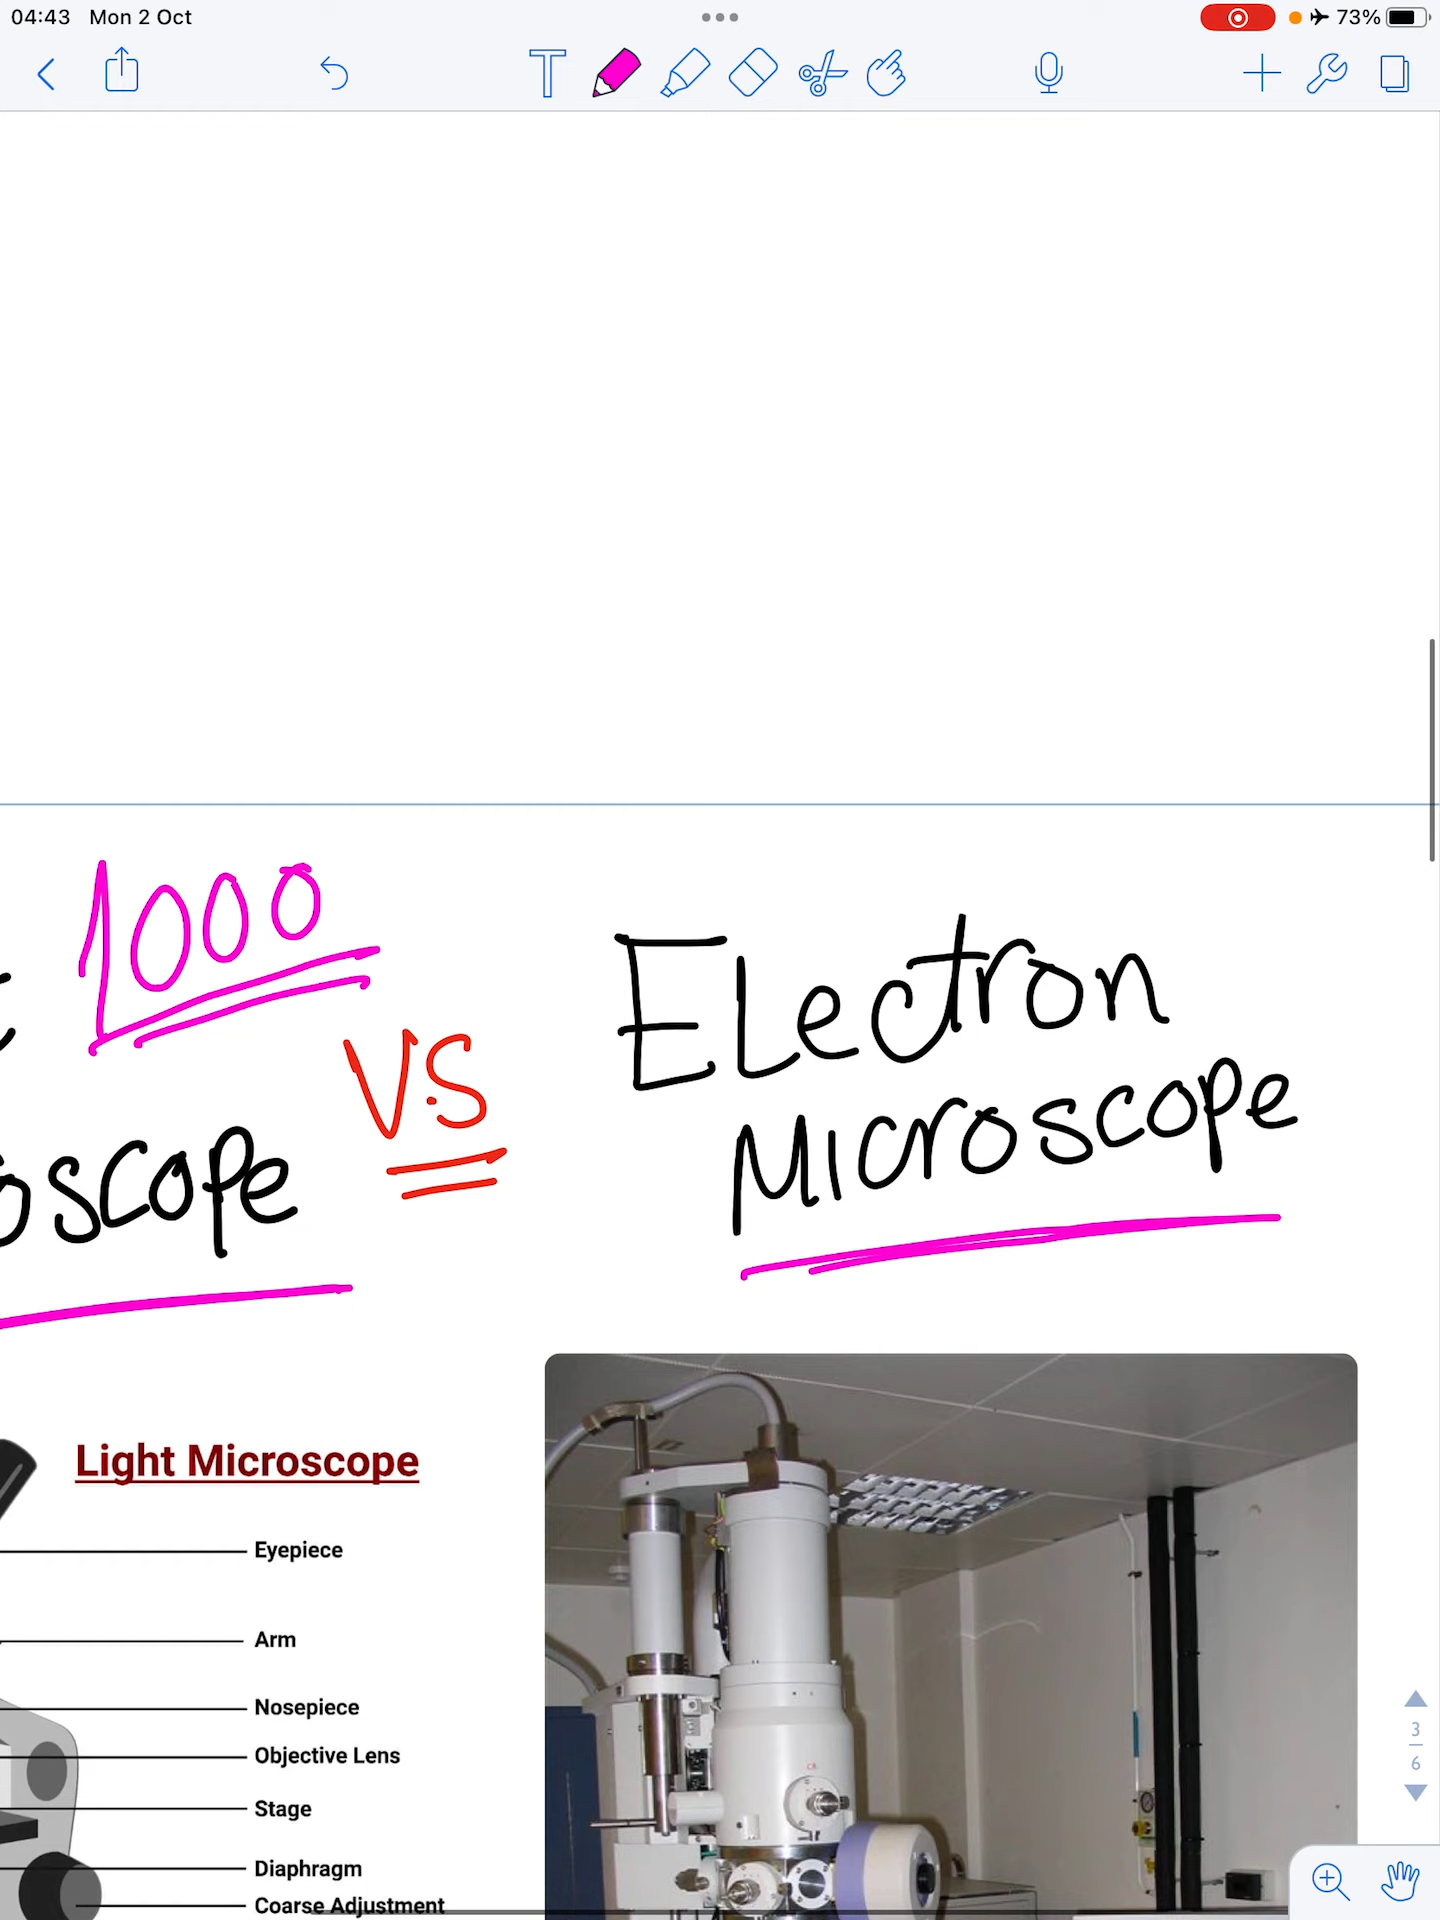 04:43 Mon 2 Oct
73%
T
1000
VS
ELectron
Microscope
oscope
Light Microscope
Eyepiece
Arm
Nosepiece
Objective Lens
Stage
Diaphragm
Coarse Adjustment
3
6